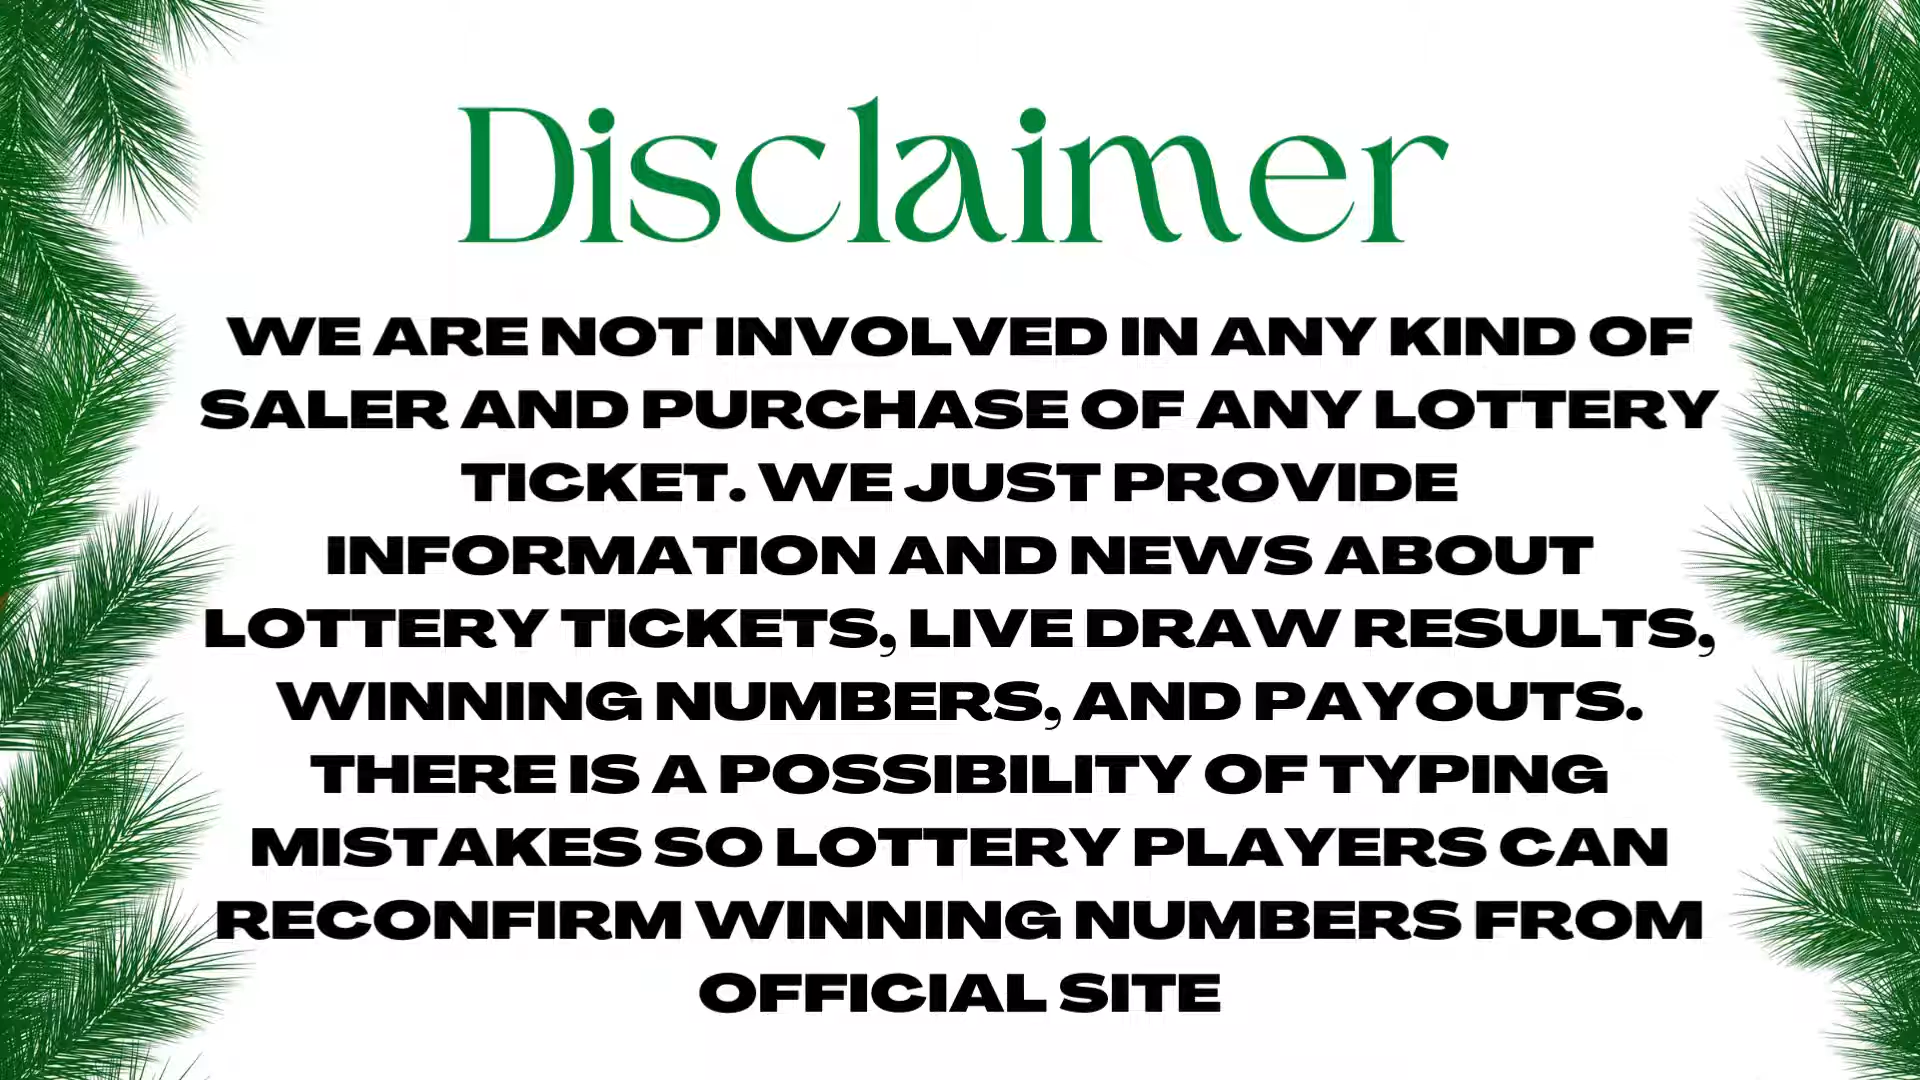 Disclaimer
WE ARE NOT INVOLVED IN ANY KIND OF
SALER AND PURCHASE OF ANY LOTTERY
TICKET. WE JUST PROVIDE
INFORMATION AND NEWS ABOUT
LOTTERY TICKETS, LIVE DRAW RESULTS,
WINNING NUMBERS, AND PAYOUTS.
THERE IS A POSSIBILITY OF TYPING
MISTAKES SO LOTTERY PLAYERS CAN
RECONFIRM WINNING NUMBERS FROM
OFFICIAL SITE